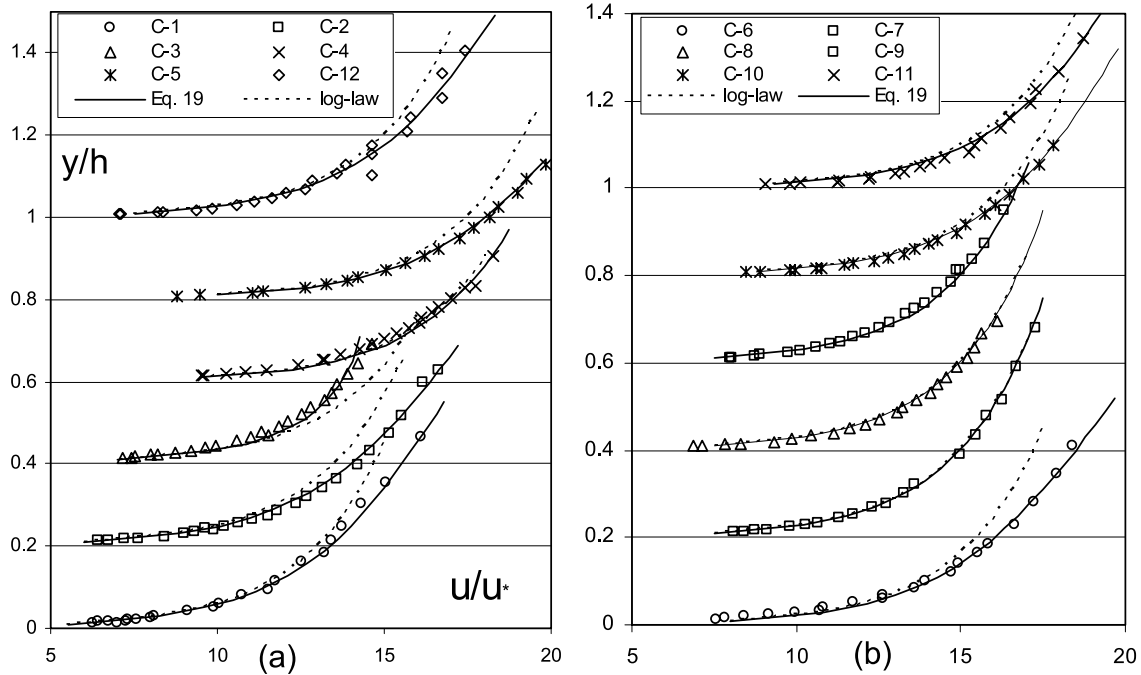 C-1 C-2
C-3 C-4
C-5 C-12
Eq. 19 log-law
y/h
u/u*
(a)
1.4
1.2
1
0.8
0.6
0.4
0.2
0
5 10 15 20
C-6 C-7
C-8 C-9
C-10 C-11
log-law Eq. 19
(b)
1.4
1.2
1
0.8
0.6
0.4
0.2
0
5 10 15 20